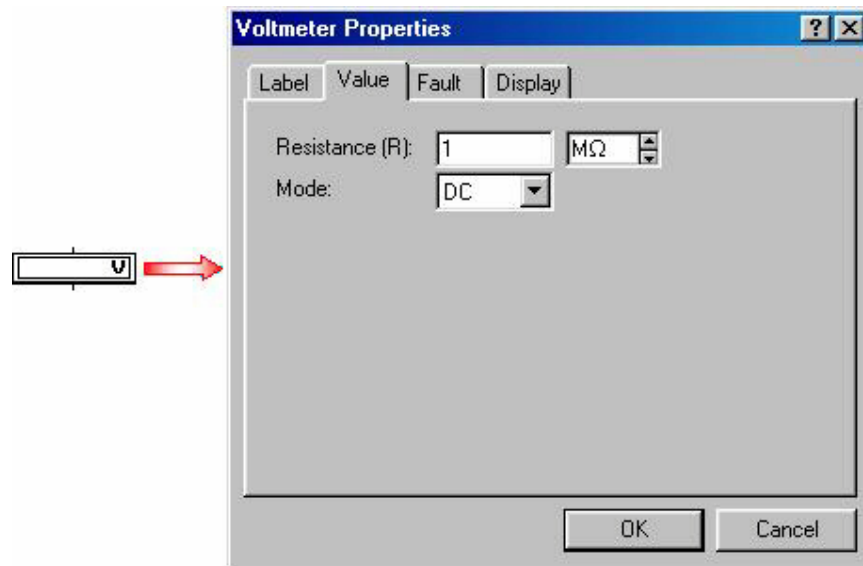 Voltmeter Properties
Label Value Fault Display
Resistance (R): 1 MΩ
Mode: DC
V
OK Cancel